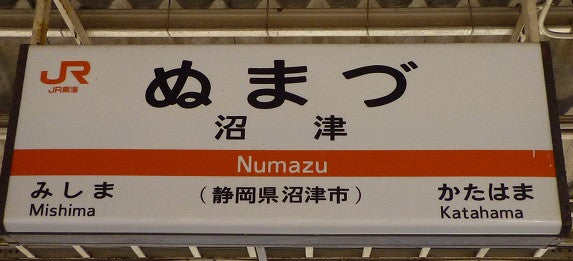 JR
JR東海
ぬまづ
沼津
Numazu
みしま
Mishima
（静岡県沼津市）
かたはま
Katahama